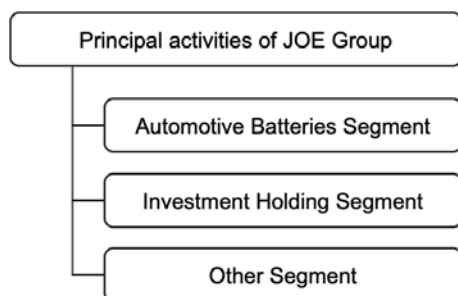 Principal activities of JOE Group
Automotive Batteries Segment
Investment Holding Segment
Other Segment